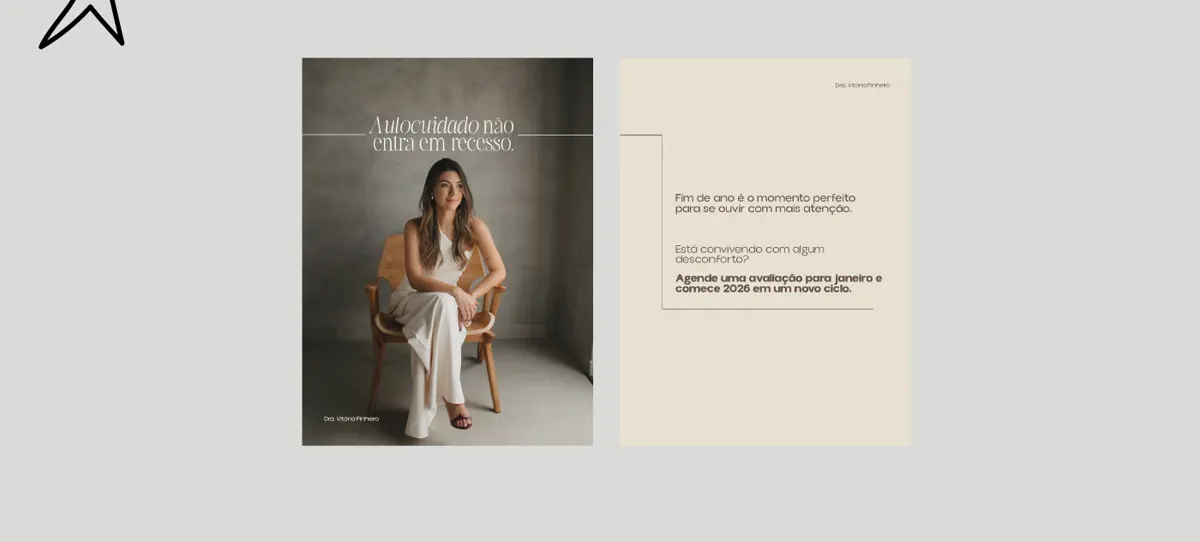 Autocuidado não
entra em recesso.
Dra. Vitória Pinheiro
Dra. Vitória Pinheiro
Fim de ano é o momento perfeito
para se ouvir com mais atenção.
Está convivendo com algum
desconforto?
Agende uma avaliação para janeiro e
comece 2026 em um novo ciclo.